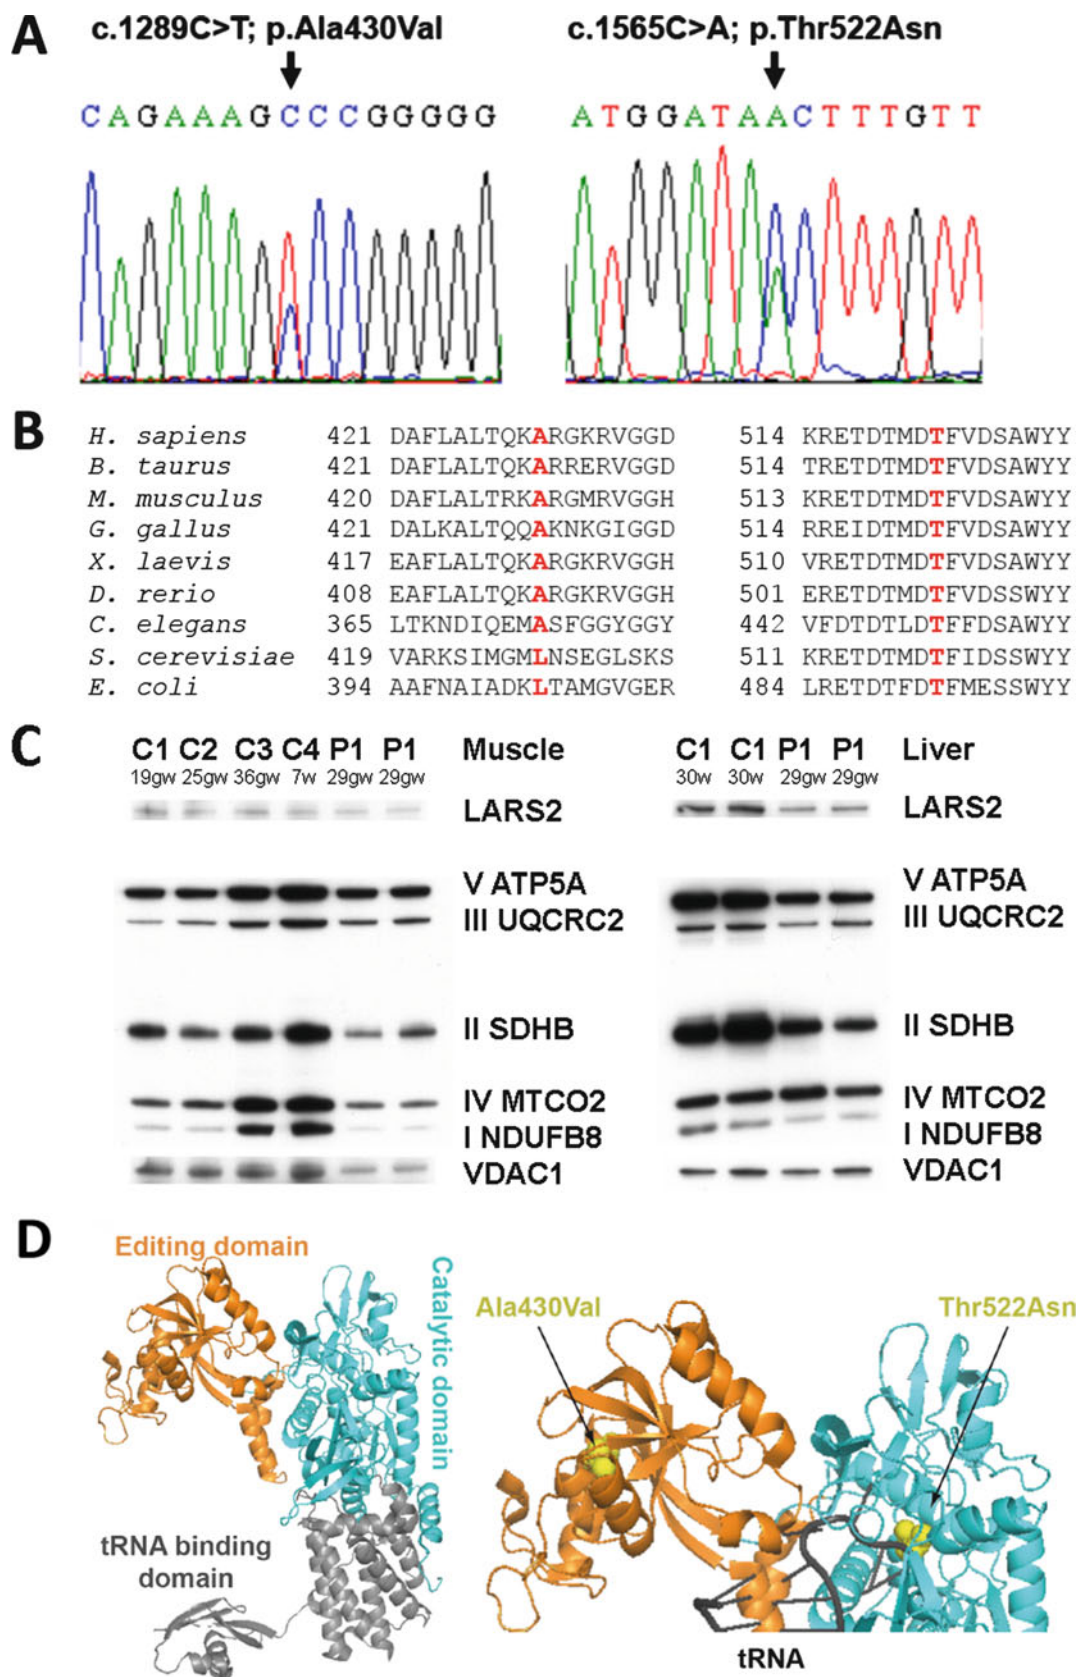 A
c.1289C>T; p.Ala430Val
c.1565C>A; p.Thr522Asn
CAGAAAGCCCGGGGG
ATGGATAACTTTGTT
B
H. sapiens 421 DAFLALTQKARGKRVGGD 514 KRETDTMDTFVDSAWYY
B. taurus 421 DAFLALTQKARRERVGGD 514 TRETDTMDTFVDSAWYY
M. musculus 420 DAFLALTRKARGMRVGGH 513 KRETDTMDTFVDSAWYY
G. gallus 421 DALKALTQQAKNKGIGGD 514 RREIDTMDTFVDSAWYY
X. laevis 417 EAFLALTQKARGKRVGGD 510 VRETDTMDTFVDSAWYY
D. rerio 408 EAFLALTQKARGKRVGGH 501 ERETDTMDTFVDSAWYY
C. elegans 365 LTKNDIQEMASFGGYGGY 442 VFDTDTLDTFFDSAWYY
S. cerevisiae 419 VARKSIMGMLNSEGLSKS 511 KRETDTMDTFIDSSWYY
E. coli 394 AAFNAIADKLTAMGVGER 484 LRETDTFDTFMESSWYY
C
C1 C2 C3 C4 P1 P1 Muscle
19gw 25gw 36gw 7w 29gw 29gw
LARS2
V ATP5A
III UQCRC2
II SDHB
IV MTCO2
I NDUFB8
VDAC1
C1 C1 P1 P1 Liver
30w 30w 29gw 29gw
LARS2
V ATP5A
III UQCRC2
II SDHB
IV MTCO2
I NDUFB8
VDAC1
D
Editing domain
Catalytic domain
tRNA binding
domain
Ala430Val
Thr522Asn
tRNA